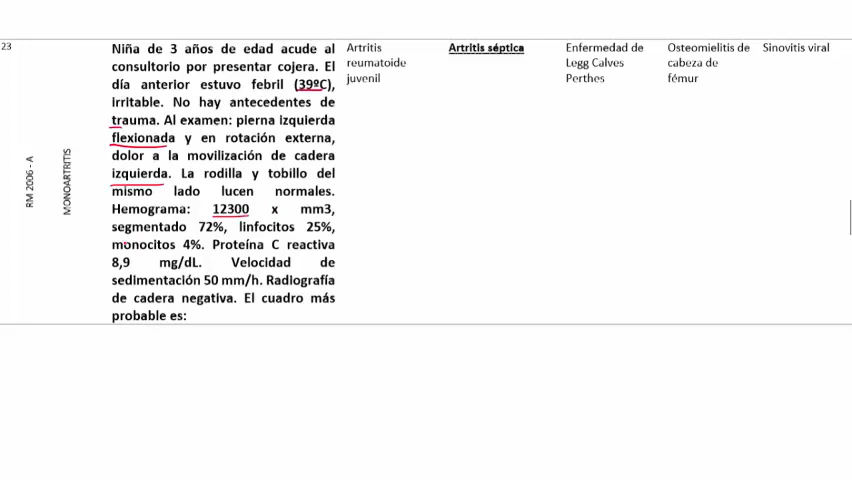 23
RM 2006 - A
MONOARTRITIS
Niña de 3 años de edad acude al
consultorio por presentar cojera. El
día anterior estuvo febril (39ºC),
irritable. No hay antecedentes de
trauma. Al examen: pierna izquierda
flexionada y en rotación externa,
dolor a la movilización de cadera
izquierda. La rodilla y tobillo del
mismo lado lucen normales.
Hemograma: 12300 x mm3,
segmentado 72%, linfocitos 25%,
monocitos 4%. Proteína C reactiva
8,9 mg/dL. Velocidad de
sedimentación 50 mm/h. Radiografía
de cadera negativa. El cuadro más
probable es:
Artritis
reumatoide
juvenil
Artritis séptica
Enfermedad de
Legg Calves
Perthes
Osteomielitis de
cabeza de
fémur
Sinovitis viral